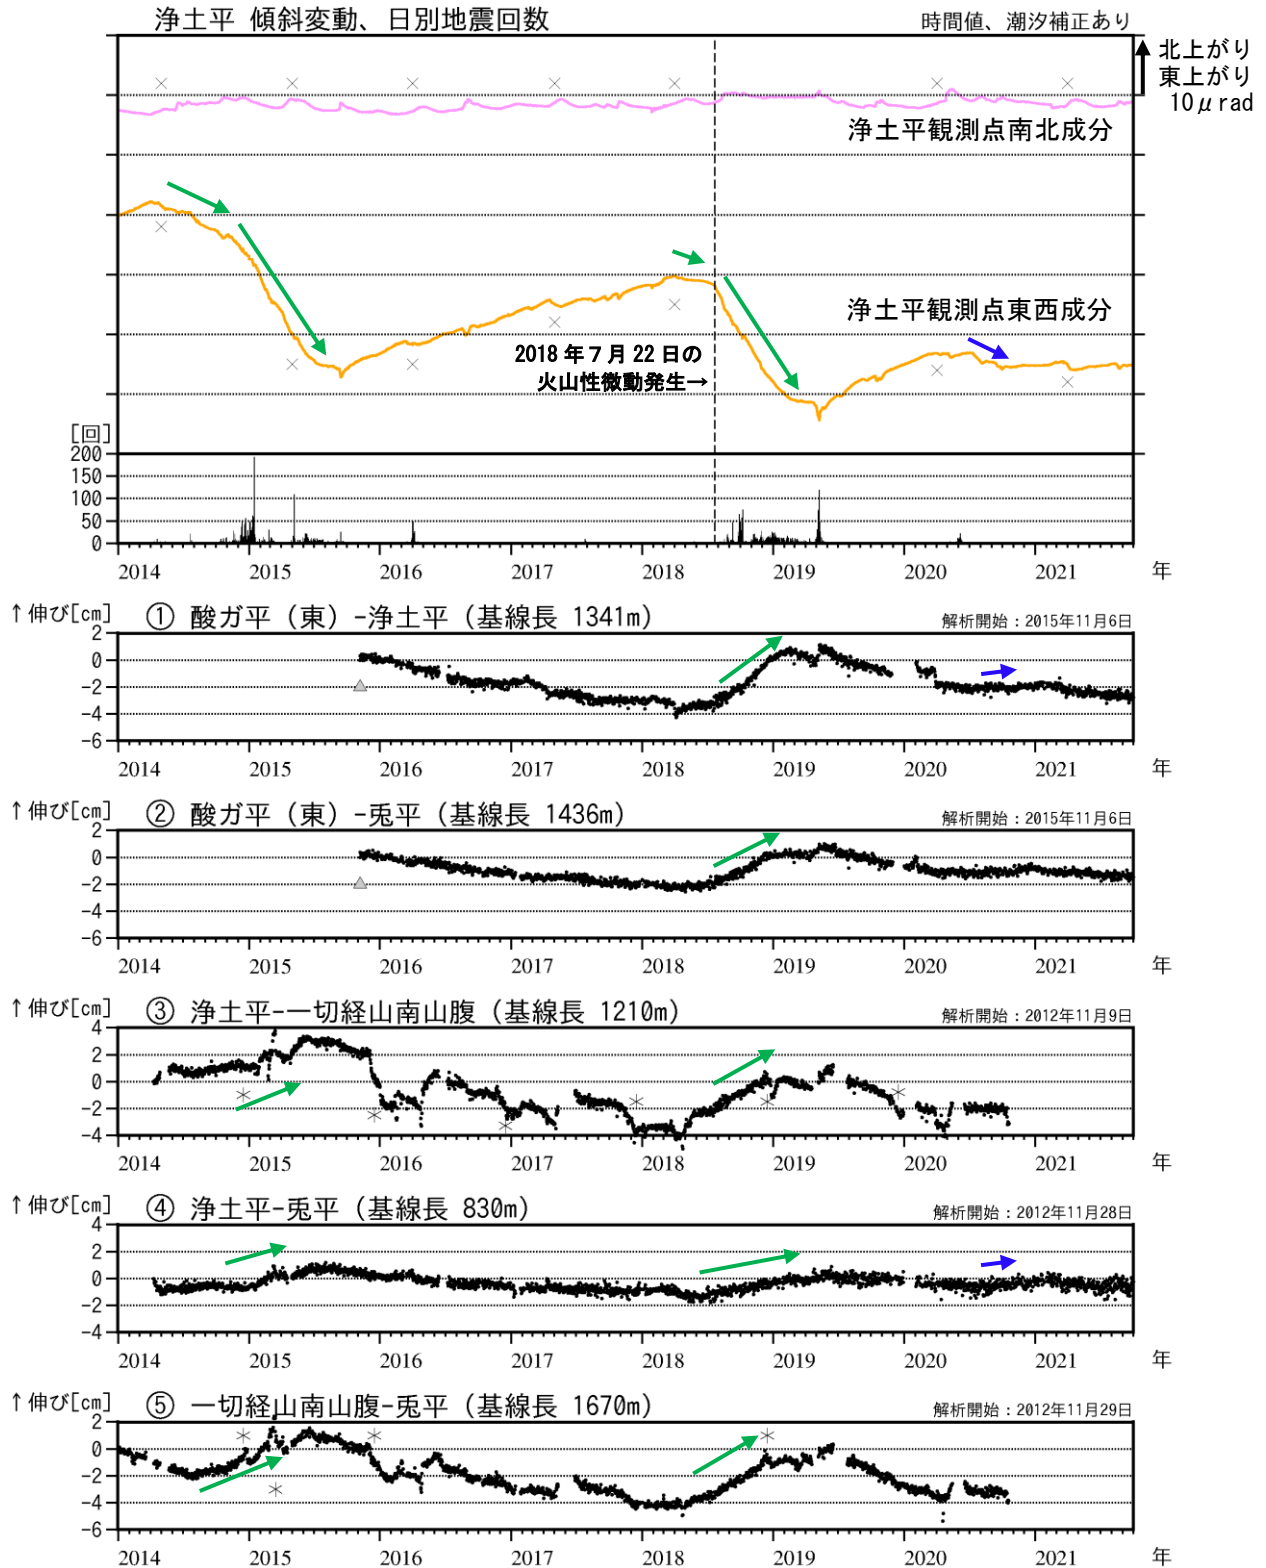 浄土平 傾斜変動、日別地震回数
時間値、潮汐補正あり
北上がり
東上がり
10μrad
浄土平観測点南北成分
浄土平観測点東西成分
2018年7月22日の
火山性微動発生→
[回]
200
150
100
50
0
2014 2015 2016 2017 2018 2019 2020 2021 年
↑伸び[cm] ① 酸ガ平（東）-浄土平（基線長 1341m） 解析開始：2015年11月6日
2
0
-2
-4
-6
2014 2015 2016 2017 2018 2019 2020 2021 年
↑伸び[cm] ② 酸ガ平（東）-兎平（基線長 1436m） 解析開始：2015年11月6日
2
0
-2
-4
-6
2014 2015 2016 2017 2018 2019 2020 2021 年
↑伸び[cm] ③ 浄土平-一切経山南山腹（基線長 1210m） 解析開始：2012年11月9日
4
2
0
-2
-4
2014 2015 2016 2017 2018 2019 2020 2021 年
↑伸び[cm] ④ 浄土平-兎平（基線長 830m） 解析開始：2012年11月28日
4
2
0
-2
-4
2014 2015 2016 2017 2018 2019 2020 2021 年
↑伸び[cm] ⑤ 一切経山南山腹-兎平（基線長 1670m） 解析開始：2012年11月29日
2
0
-2
-4
-6
2014 2015 2016 2017 2018 2019 2020 2021 年